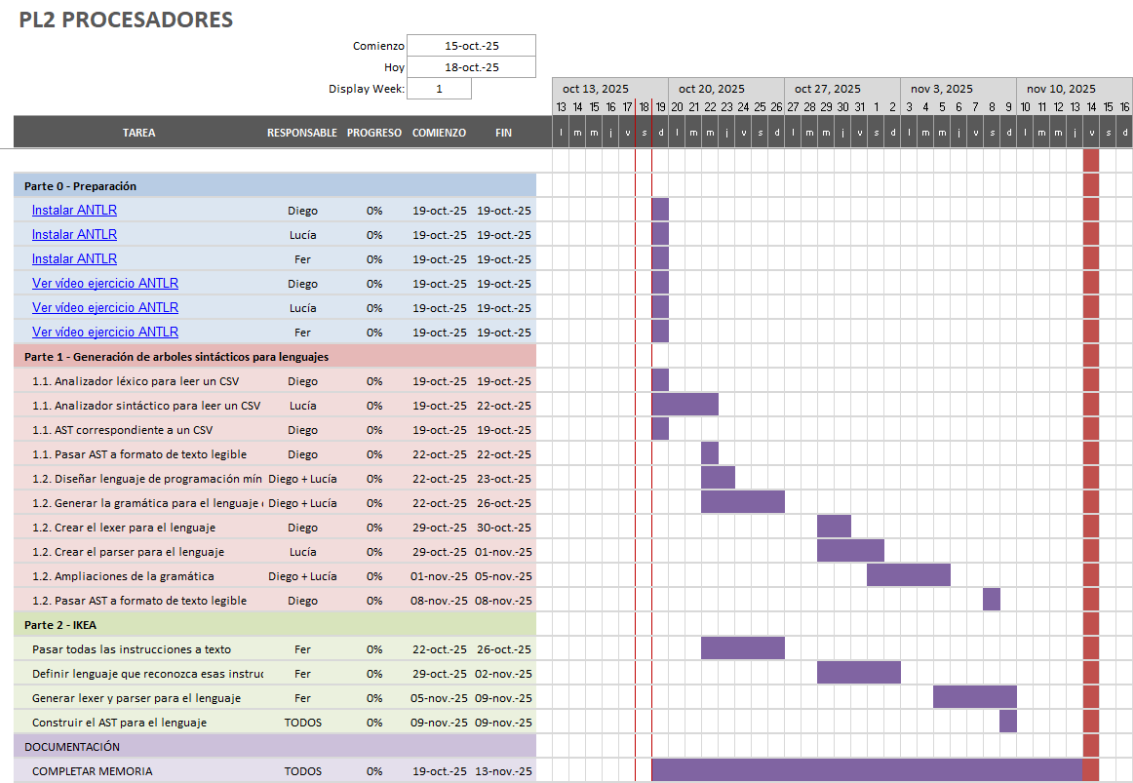 PL2 PROCESADORES
Comienzo 15-oct.-25
Hoy 18-oct.-25
Display Week: 1
oct 13, 2025 oct 20, 2025 oct 27, 2025 nov 3, 2025 nov 10, 2025
13 14 15 16 17 18 19 20 21 22 23 24 25 26 27 28 29 30 31 1 2 3 4 5 6 7 8 9 10 11 12 13 14 15 16
TAREA RESPONSABLE PROGRESO COMIENZO FIN l m m j v s d l m m j v s d l m m j v s d l m m j v s d l m m j v s d
Parte 0 - Preparación
Instalar ANTLR Diego 0% 19-oct.-25 19-oct.-25
Instalar ANTLR Lucía 0% 19-oct.-25 19-oct.-25
Instalar ANTLR Fer 0% 19-oct.-25 19-oct.-25
Ver vídeo ejercicio ANTLR Diego 0% 19-oct.-25 19-oct.-25
Ver vídeo ejercicio ANTLR Lucía 0% 19-oct.-25 19-oct.-25
Ver vídeo ejercicio ANTLR Fer 0% 19-oct.-25 19-oct.-25
Parte 1 - Generación de arboles sintácticos para lenguajes
1.1. Analizador léxico para leer un CSV Diego 0% 19-oct.-25 19-oct.-25
1.1. Analizador sintáctico para leer un CSV Lucía 0% 19-oct.-25 22-oct.-25
1.1. AST correspondiente a un CSV Diego 0% 19-oct.-25 19-oct.-25
1.1. Pasar AST a formato de texto legible Diego 0% 22-oct.-25 22-oct.-25
1.2. Diseñar lenguaje de programación mín Diego + Lucía 0% 22-oct.-25 23-oct.-25
1.2. Generar la gramática para el lenguaje Diego + Lucía 0% 22-oct.-25 26-oct.-25
1.2. Crear el lexer para el lenguaje Diego 0% 29-oct.-25 30-oct.-25
1.2. Crear el parser para el lenguaje Lucía 0% 29-oct.-25 01-nov.-25
1.2. Ampliaciones de la gramática Diego + Lucía 0% 01-nov.-25 05-nov.-25
1.2. Pasar AST a formato de texto legible Diego 0% 08-nov.-25 08-nov.-25
Parte 2 - IKEA
Pasar todas las instrucciones a texto Fer 0% 22-oct.-25 26-oct.-25
Definir lenguaje que reconozca esas instruc Fer 0% 29-oct.-25 02-nov.-25
Generar lexer y parser para el lenguaje Fer 0% 05-nov.-25 09-nov.-25
Construir el AST para el lenguaje TODOS 0% 09-nov.-25 09-nov.-25
DOCUMENTACIÓN
COMPLETAR MEMORIA TODOS 0% 19-oct.-25 13-nov.-25